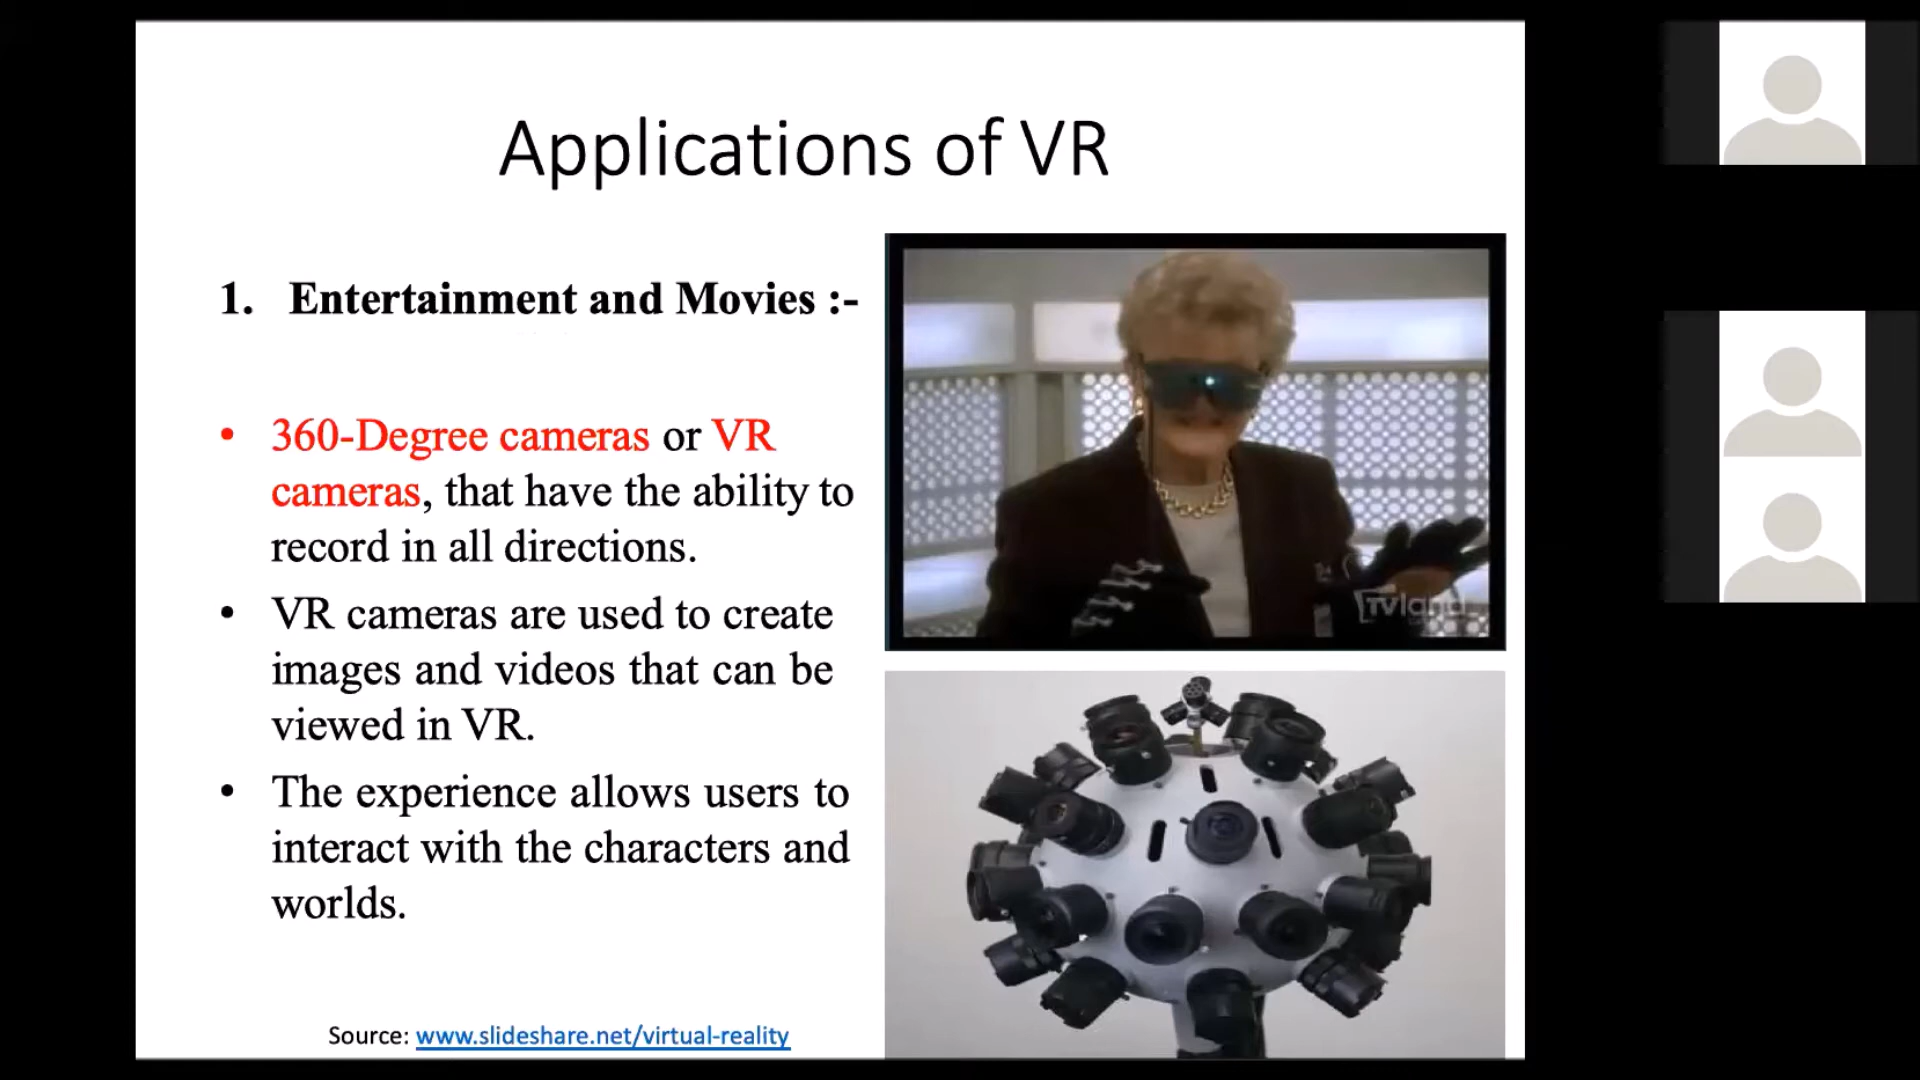 Applications of VR
1. Entertainment and Movies :-
• 360-Degree cameras or VR
cameras, that have the ability to
record in all directions.
• VR cameras are used to create
images and videos that can be
viewed in VR.
• The experience allows users to
interact with the characters and
worlds.
TVland
Source: www.slideshare.net/virtual-reality